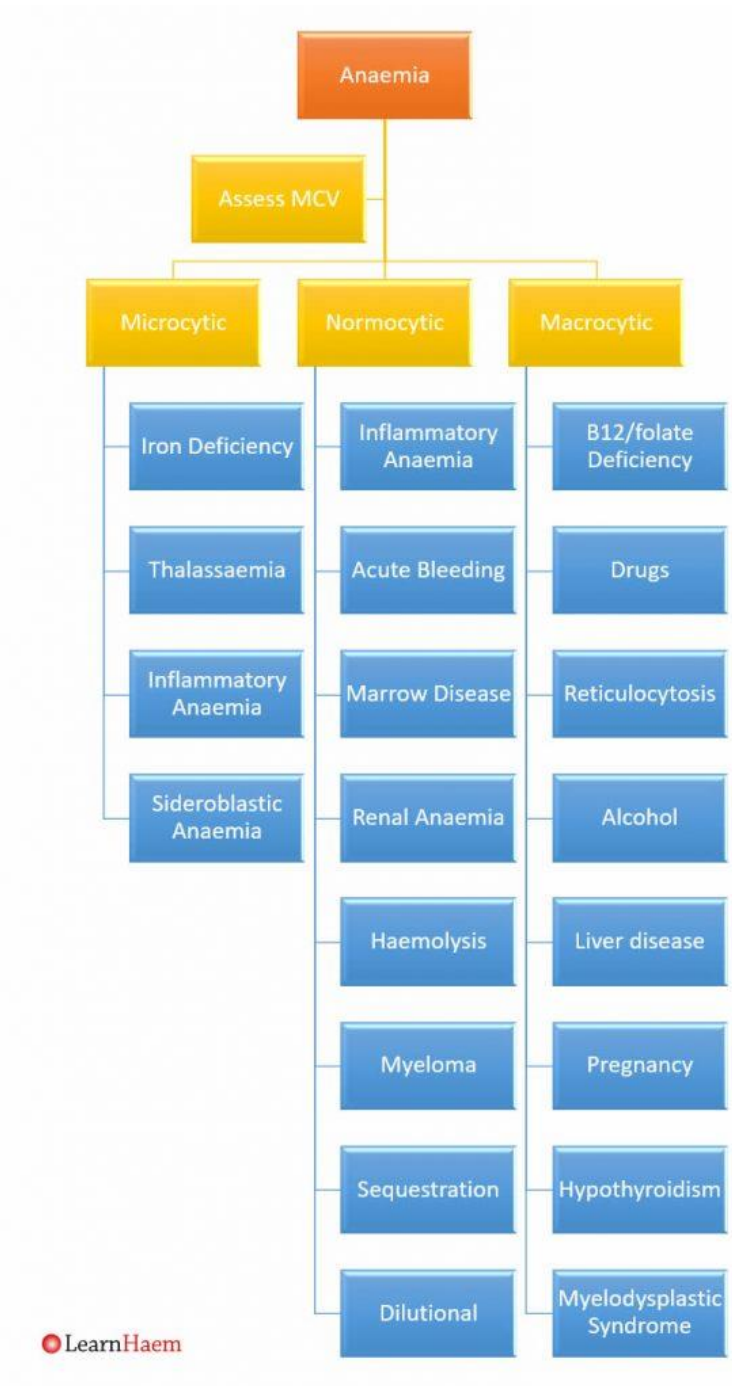 Anaemia
Assess MCV
Microcytic
Normocytic
Macrocytic
Iron Deficiency
Thalassaemia
Inflammatory
Anaemia
Sideroblastic
Anaemia
Inflammatory
Anaemia
Acute Bleeding
Marrow Disease
Renal Anaemia
Haemolysis
Myeloma
Sequestration
Dilutional
B12/folate
Deficiency
Drugs
Reticulocytosis
Alcohol
Liver disease
Pregnancy
Hypothyroidism
Myelodysplastic
Syndrome
LearnHaem